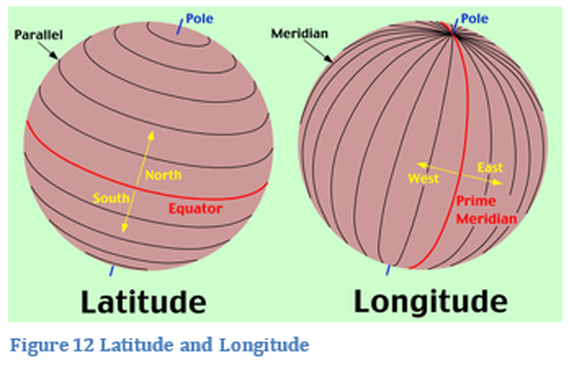 Pole
Parallel
North
South
Equator
Latitude
Pole
Meridian
East
West
Prime
Meridian
Longitude
Figure 12 Latitude and Longitude